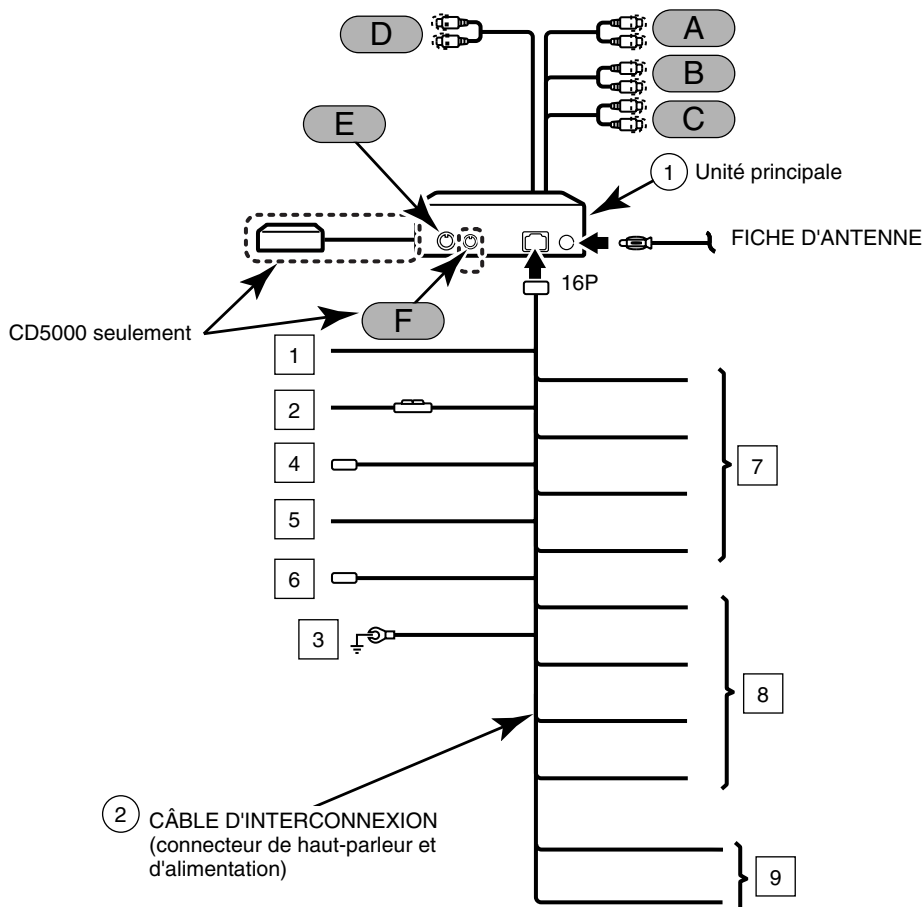 D
A
B
C
E
1 Unité principale
FICHE D'ANTENNE
16P
F
CD5000 seulement
1
2
4
5
6
3
7
8
9
2 CÂBLE D'INTERCONNEXION
(connecteur de haut-parleur et
d'alimentation)